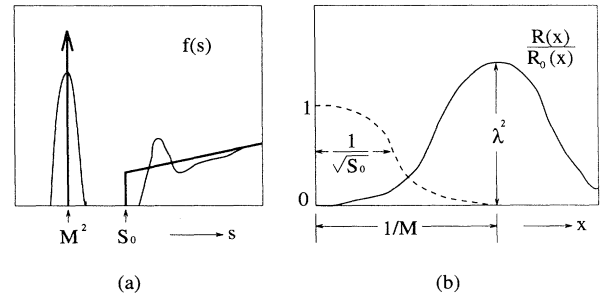 f(s)
M²
S₀
s
(a)
R(x)
R₀(x)
1
1
√S₀
λ²
0
1/M
x
(b)